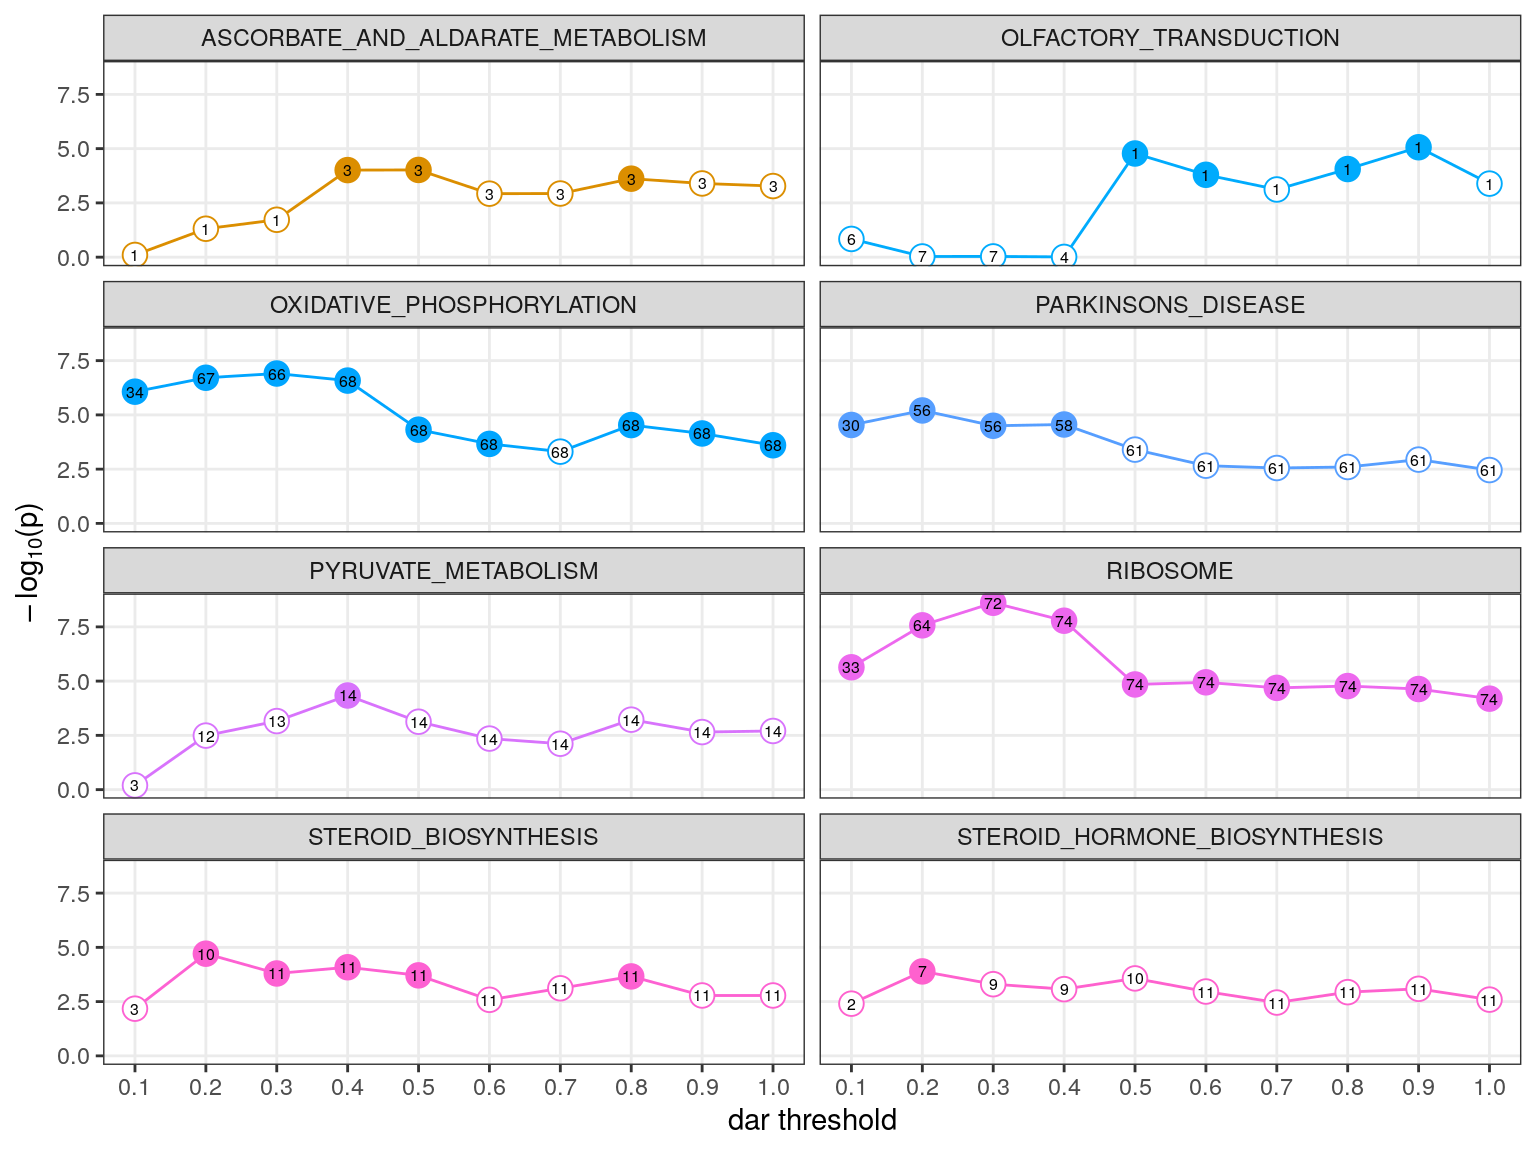 ASCORBATE_AND_ALDARATE_METABOLISM OLFACTORY_TRANSDUCTION
7.5
5.0
2.5
0.0
1 1 1 3 3 3 3 3 3 3
6 7 7 4 1 1 1 1 1 1
OXIDATIVE_PHOSPHORYLATION PARKINSONS_DISEASE
7.5
5.0
2.5
0.0
34 67 66 68 68 68 68 68 68 68
30 56 56 58 61 61 61 61 61 61
PYRUVATE_METABOLISM RIBOSOME
7.5
5.0
2.5
0.0
3 12 13 14 14 14 14 14 14 14
33 64 72 74 74 74 74 74 74 74
STEROID_BIOSYNTHESIS STEROID_HORMONE_BIOSYNTHESIS
7.5
5.0
2.5
0.0
3 10 11 11 11 11 11 11 11 11
2 7 9 9 10 11 11 11 11 11
0.1 0.2 0.3 0.4 0.5 0.6 0.7 0.8 0.9 1.0 0.1 0.2 0.3 0.4 0.5 0.6 0.7 0.8 0.9 1.0
dar threshold
−log₁₀(p)